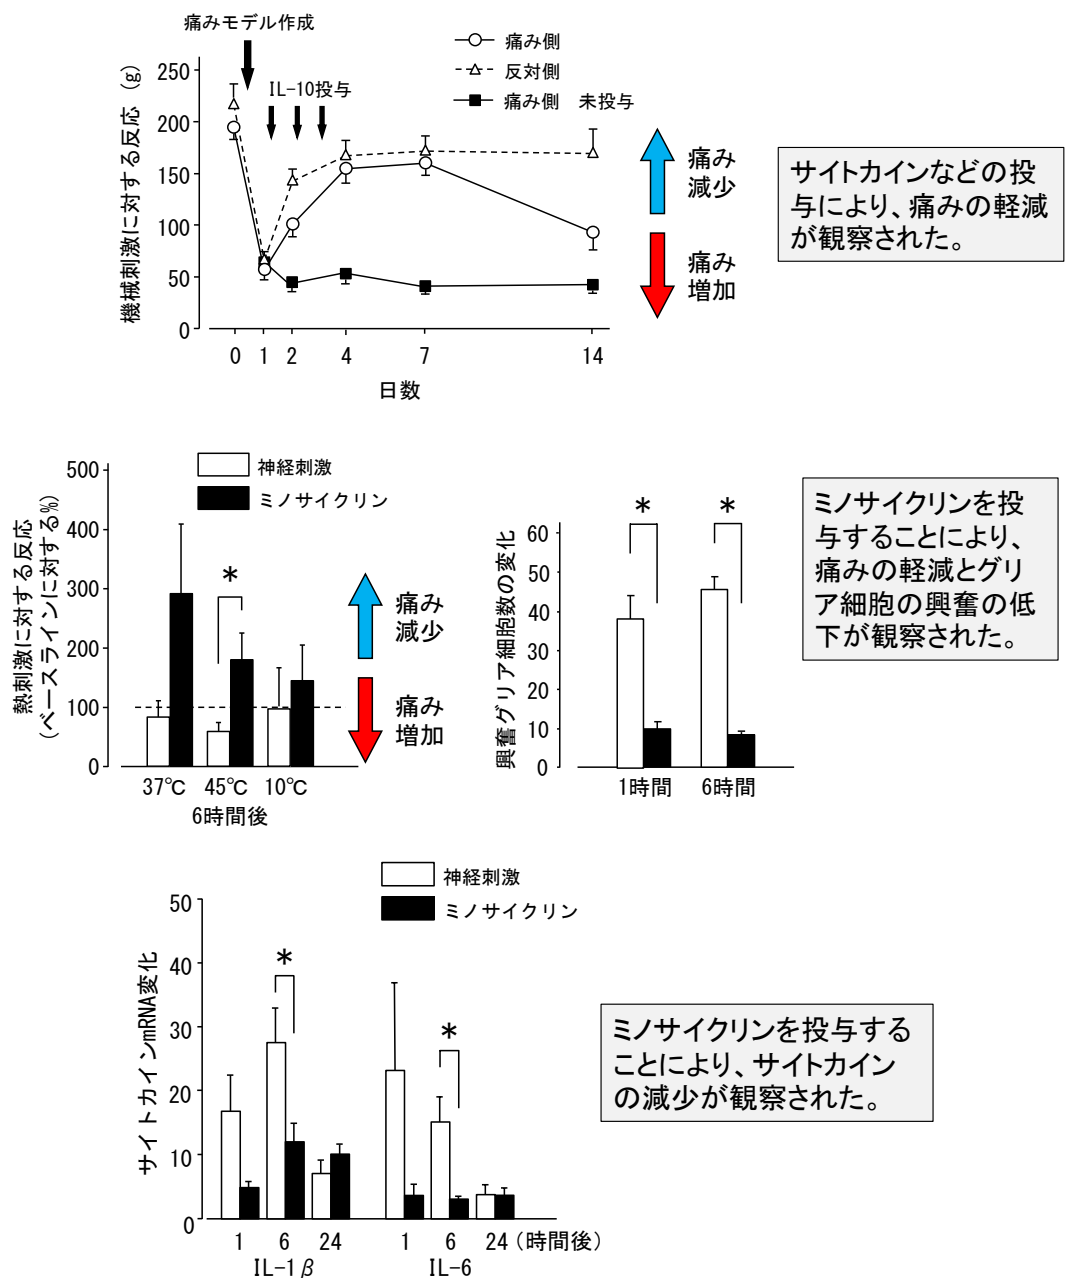 痛みモデル作成
痛み側
反対側
痛み側　未投与
IL-10投与
機械刺激に対する反応 (g)
250
200
150
100
50
0
0 1 2 4 7 14
日数
痛み
減少
痛み
増加
サイトカインなどの投
与により、痛みの軽減
が観察された。
神経刺激
ミノサイクリン
熱刺激に対する反応
（ベースラインに対する%）
500
400
300
200
100
0
*
37℃ 45℃ 10℃
6時間後
痛み
減少
痛み
増加
興奮グリア細胞数の変化
60
50
40
30
20
10
0
* *
1時間 6時間
ミノサイクリンを投
与することにより、
痛みの軽減とグリ
ア細胞の興奮の低
下が観察された。
神経刺激
ミノサイクリン
サイトカインmRNA変化
50
40
30
20
10
0
* *
1 6 24 1 6 24 (時間後)
IL-1β IL-6
ミノサイクリンを投与する
ことにより、サイトカイン
の減少が観察された。